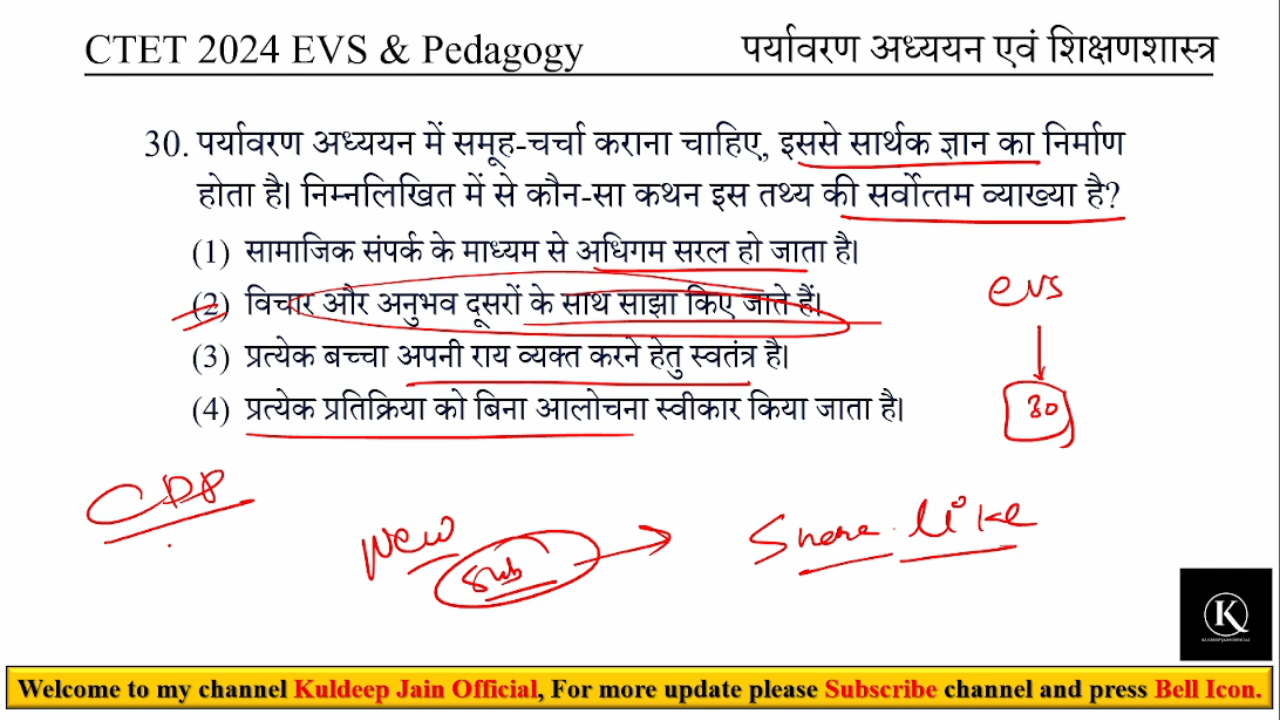 CTET 2024 EVS & Pedagogy
पर्यावरण अध्ययन एवं शिक्षणशास्त्र
30. पर्यावरण अध्ययन में समूह-चर्चा कराना चाहिए, इससे सार्थक ज्ञान का निर्माण
होता है। निम्नलिखित में से कौन-सा कथन इस तथ्य की सर्वोत्तम व्याख्या है?
(1) सामाजिक संपर्क के माध्यम से अधिगम सरल हो जाता है।
(2) विचार और अनुभव दूसरों के साथ साझा किए जाते हैं।
evs
(3) प्रत्येक बच्चा अपनी राय व्यक्त करने हेतु स्वतंत्र है।
(4) प्रत्येक प्रतिक्रिया को बिना आलोचना स्वीकार किया जाता है।
30
CDP
New
Sub
Share like
K
Welcome to my channel Kuldeep Jain Official, For more update please Subscribe channel and press Bell Icon.